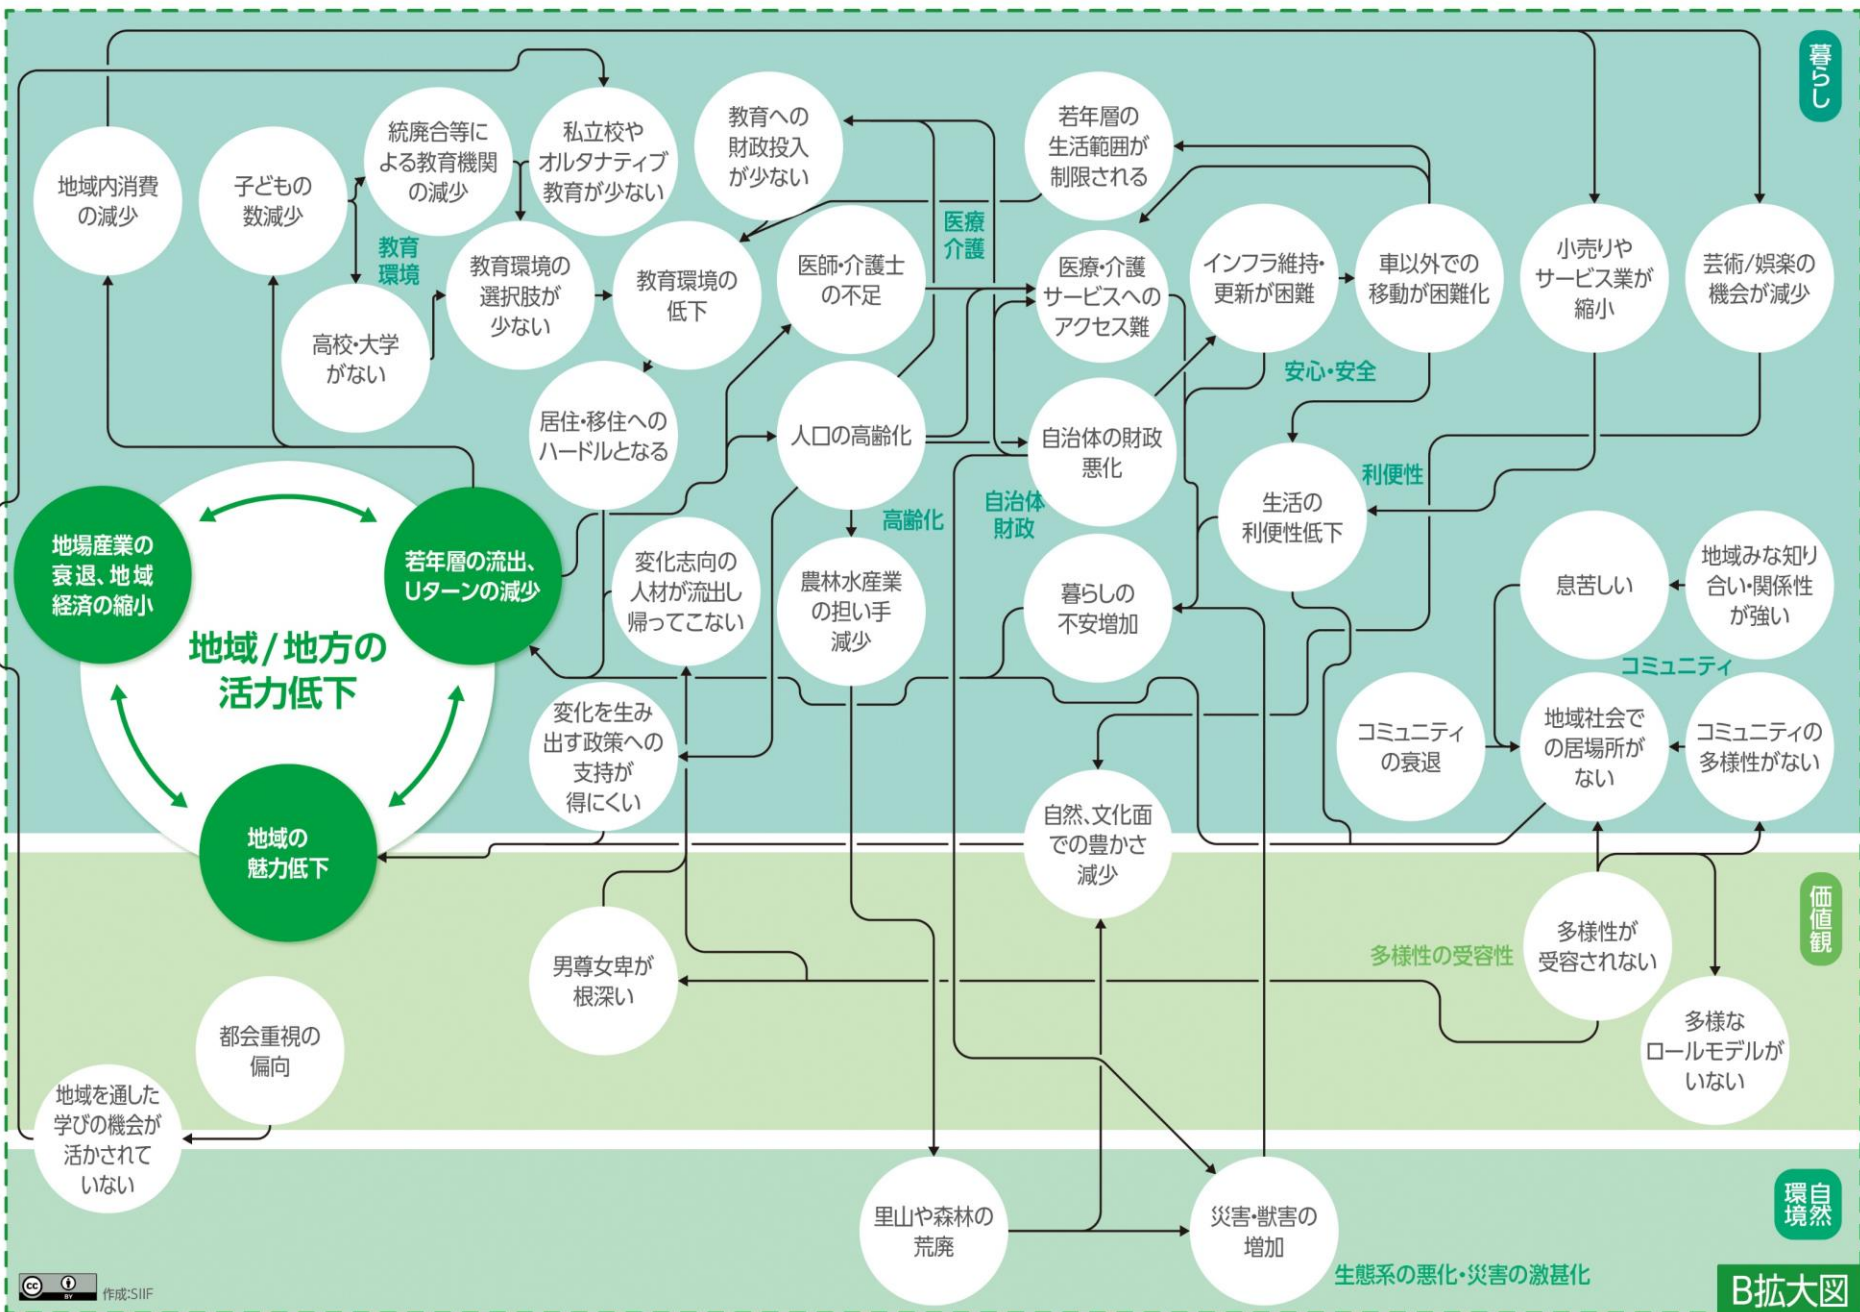 暮らし
地域内消費
の減少
子どもの
数減少
統廃合等に
よる教育機関
の減少
私立校や
オルタナティブ
教育が少ない
教育への
財政投入
が少ない
若年層の
生活範囲が
制限される
教育
環境
医療
介護
高校・大学
がない
教育環境の
選択肢が
少ない
教育環境の
低下
医師・介護士
の不足
医療・介護
サービスへの
アクセス難
インフラ維持・
更新が困難
車以外での
移動が困難化
小売りや
サービス業が
縮小
芸術/娯楽の
機会が減少
安心・安全
居住・移住への
ハードルとなる
人口の高齢化
自治体の財政
悪化
利便性
高齢化
自治体
財政
生活の
利便性低下
地場産業の
衰退、地域
経済の縮小
若年層の流出、
Uターンの減少
地域/地方の
活力低下
地域の
魅力低下
変化志向の
人材が流出し
帰ってこない
農林水産業
の担い手
減少
暮らしの
不安増加
息苦しい
地域みな知り
合い・関係性
が強い
コミュニティ
変化を生み
出す政策への
支持が
得にくい
コミュニティ
の衰退
地域社会で
の居場所が
ない
コミュニティの
多様性がない
自然、文化面
での豊かさ
減少
価値観
男尊女卑が
根深い
多様性の受容性
多様性が
受容されない
多様な
ロールモデルが
いない
都会重視の
偏向
地域を通した
学びの機会が
活かされて
いない
自然
環境
里山や森林の
荒廃
災害・獣害の
増加
生態系の悪化・災害の激甚化
cc
BY
作成:SIIF
B拡大図